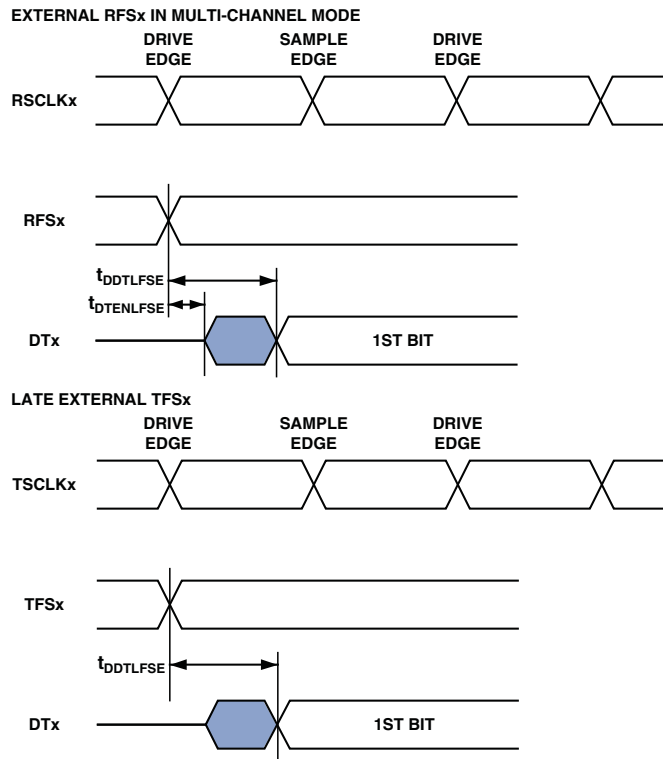 EXTERNAL RFSx IN MULTI-CHANNEL MODE
DRIVE EDGE
SAMPLE EDGE
DRIVE EDGE
RSCLKx
RFSx
tDDTLFSE
tDTENLFSE
DTx
1ST BIT
LATE EXTERNAL TFSx
DRIVE EDGE
SAMPLE EDGE
DRIVE EDGE
TSCLKx
TFSx
tDDTLFSE
DTx
1ST BIT